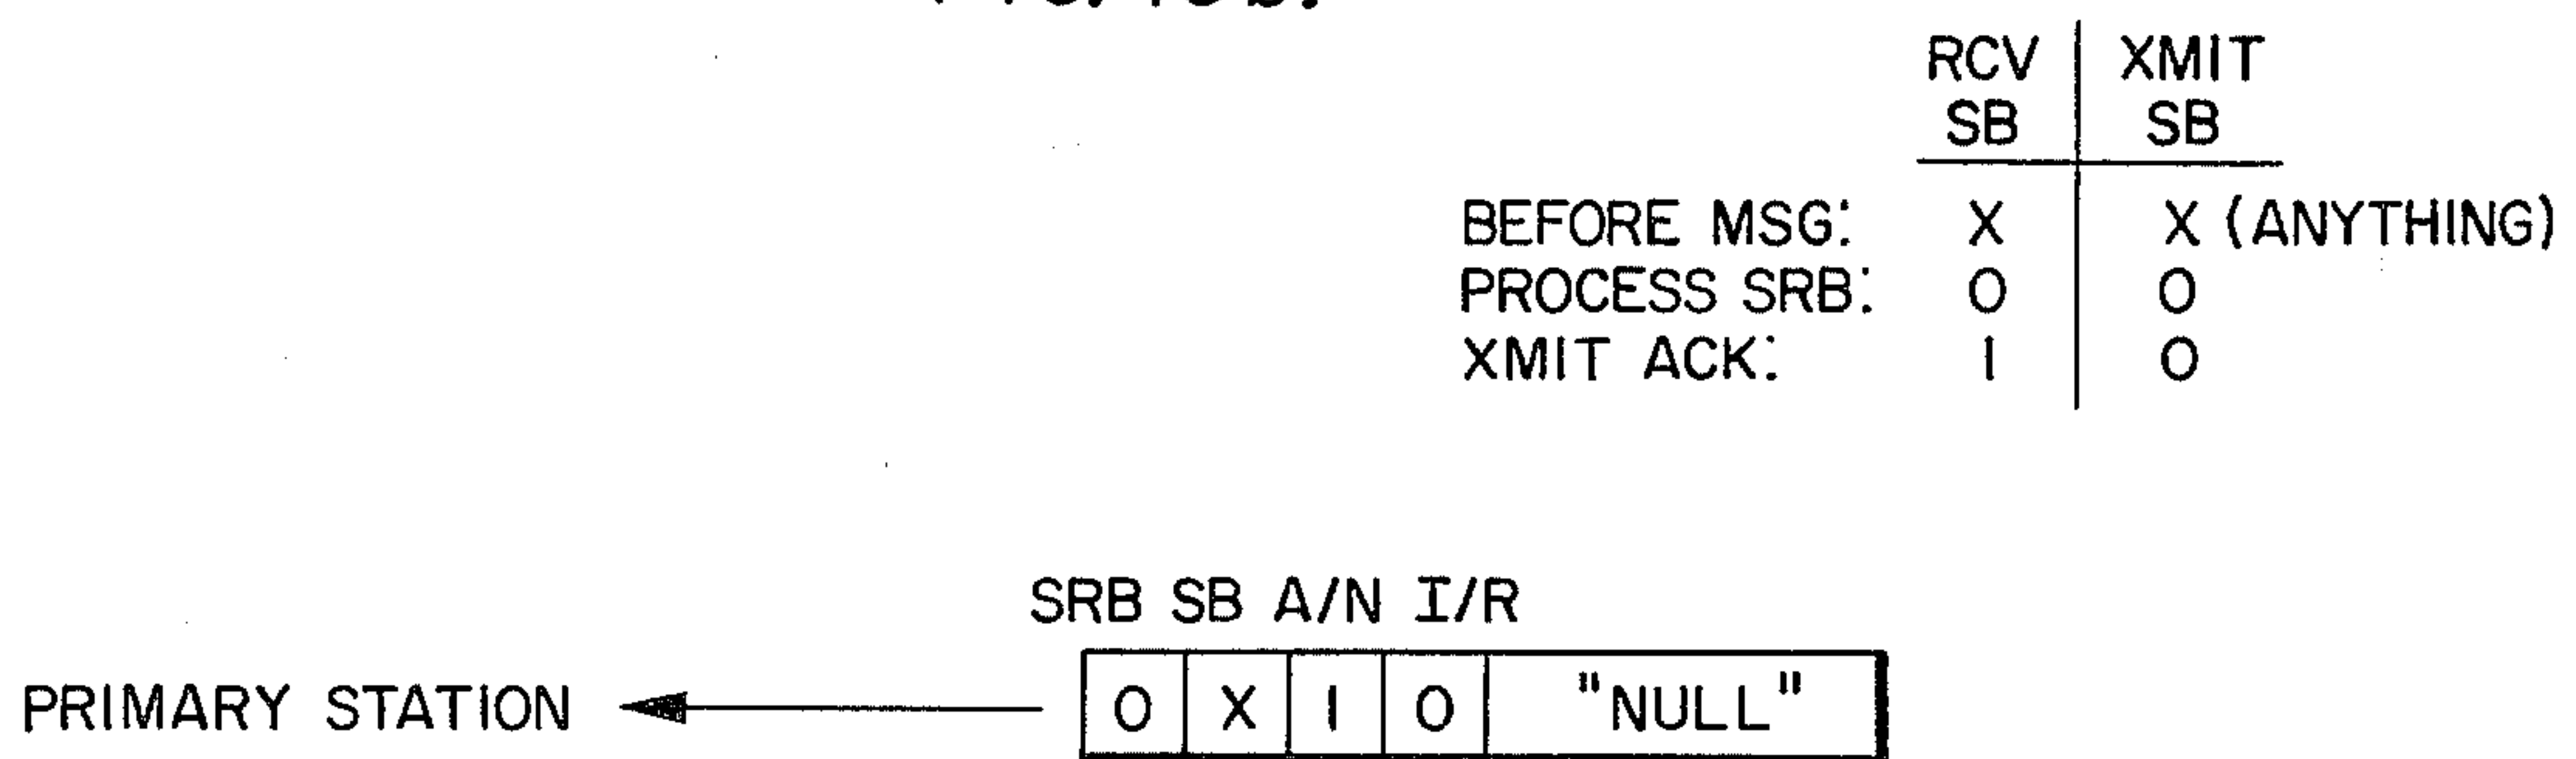 RCV XMIT
SB SB
BEFORE MSG: X X (ANYTHING)
PROCESS SRB: 0 0
XMIT ACK: 1 0
SRB SB A/N I/R
PRIMARY STATION 0 X 1 0 "NULL"